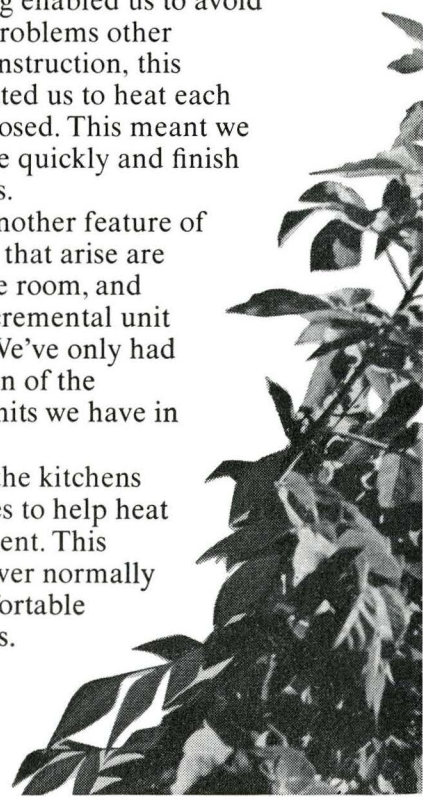 enabled us to avoid
roblems other
nstruction, this
ted us to heat each
osed. This meant we
e quickly and finish
s.
nother feature of
that arise are
e room, and
cremental unit
We've only had
n of the
nits we have in
the kitchens
es to help heat
ent. This
ver normally
fortable
s.